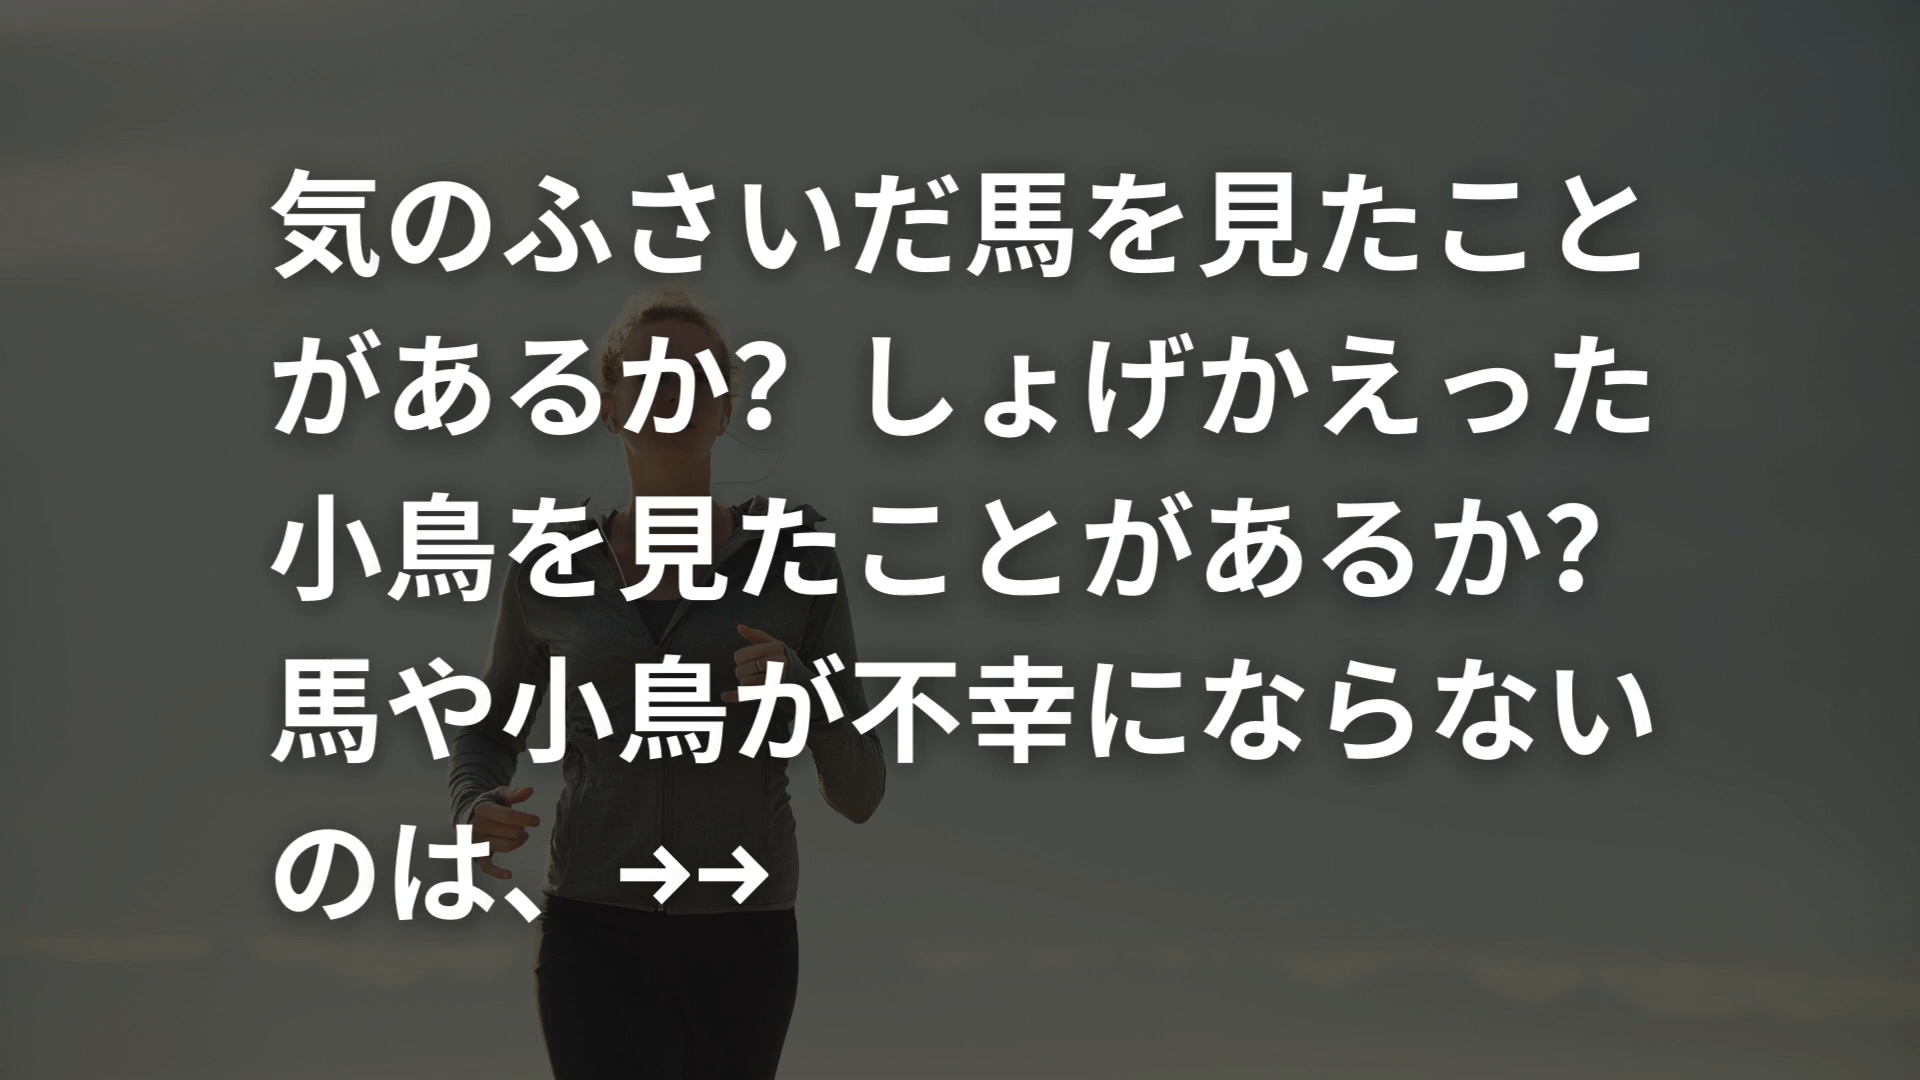 気のふさいだ馬を見たこと
があるか？しょげかえった
小鳥を見たことがあるか？
馬や小鳥が不幸にならない
のは、→→